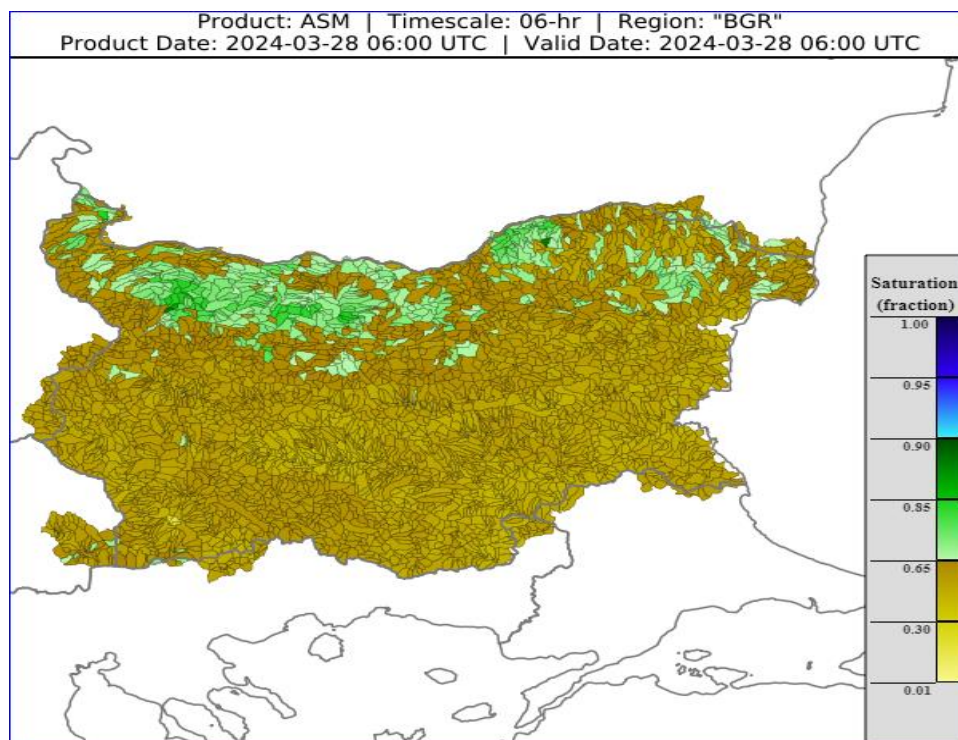 Product: ASM | Timescale: 06-hr | Region: "BGR"
Product Date: 2024-03-28 06:00 UTC | Valid Date: 2024-03-28 06:00 UTC
Saturation
(fraction)
1.00
0.95
0.90
0.85
0.65
0.30
0.01